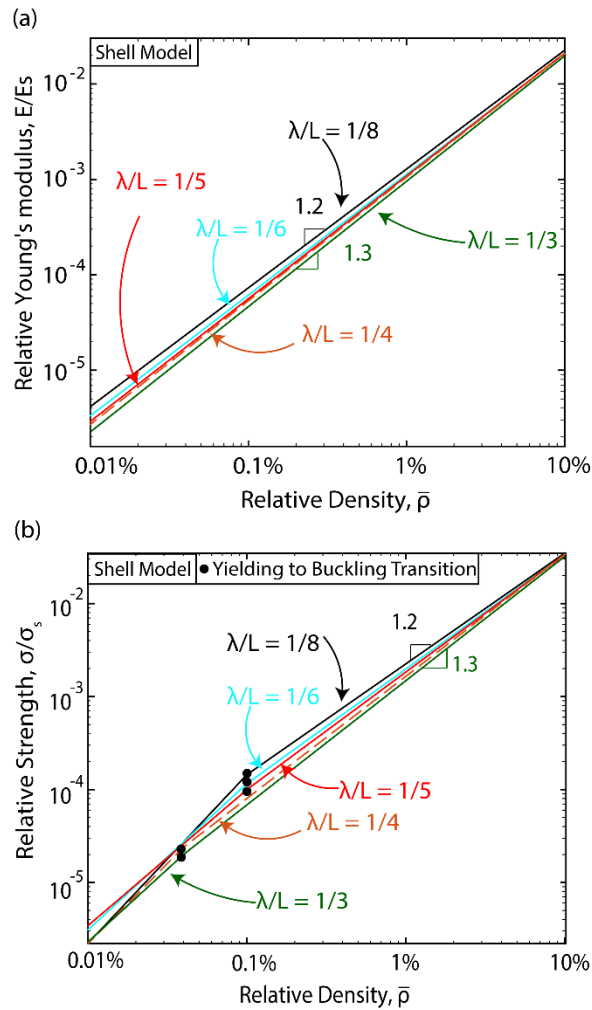 (a)
Shell Model
Relative Young's modulus, E/Es
10⁻²
10⁻³
10⁻⁴
10⁻⁵
λ/L = 1/8
λ/L = 1/5
1.2
λ/L = 1/6
λ/L = 1/3
1.3
λ/L = 1/4
0.01%
0.1%
1%
10%
Relative Density, ρ̄
(b)
Shell Model
Yielding to Buckling Transition
Relative Strength, σ/σₛ
10⁻²
10⁻³
10⁻⁴
10⁻⁵
1.2
λ/L = 1/8
1.3
λ/L = 1/6
λ/L = 1/5
λ/L = 1/4
λ/L = 1/3
0.01%
0.1%
1%
10%
Relative Density, ρ̄